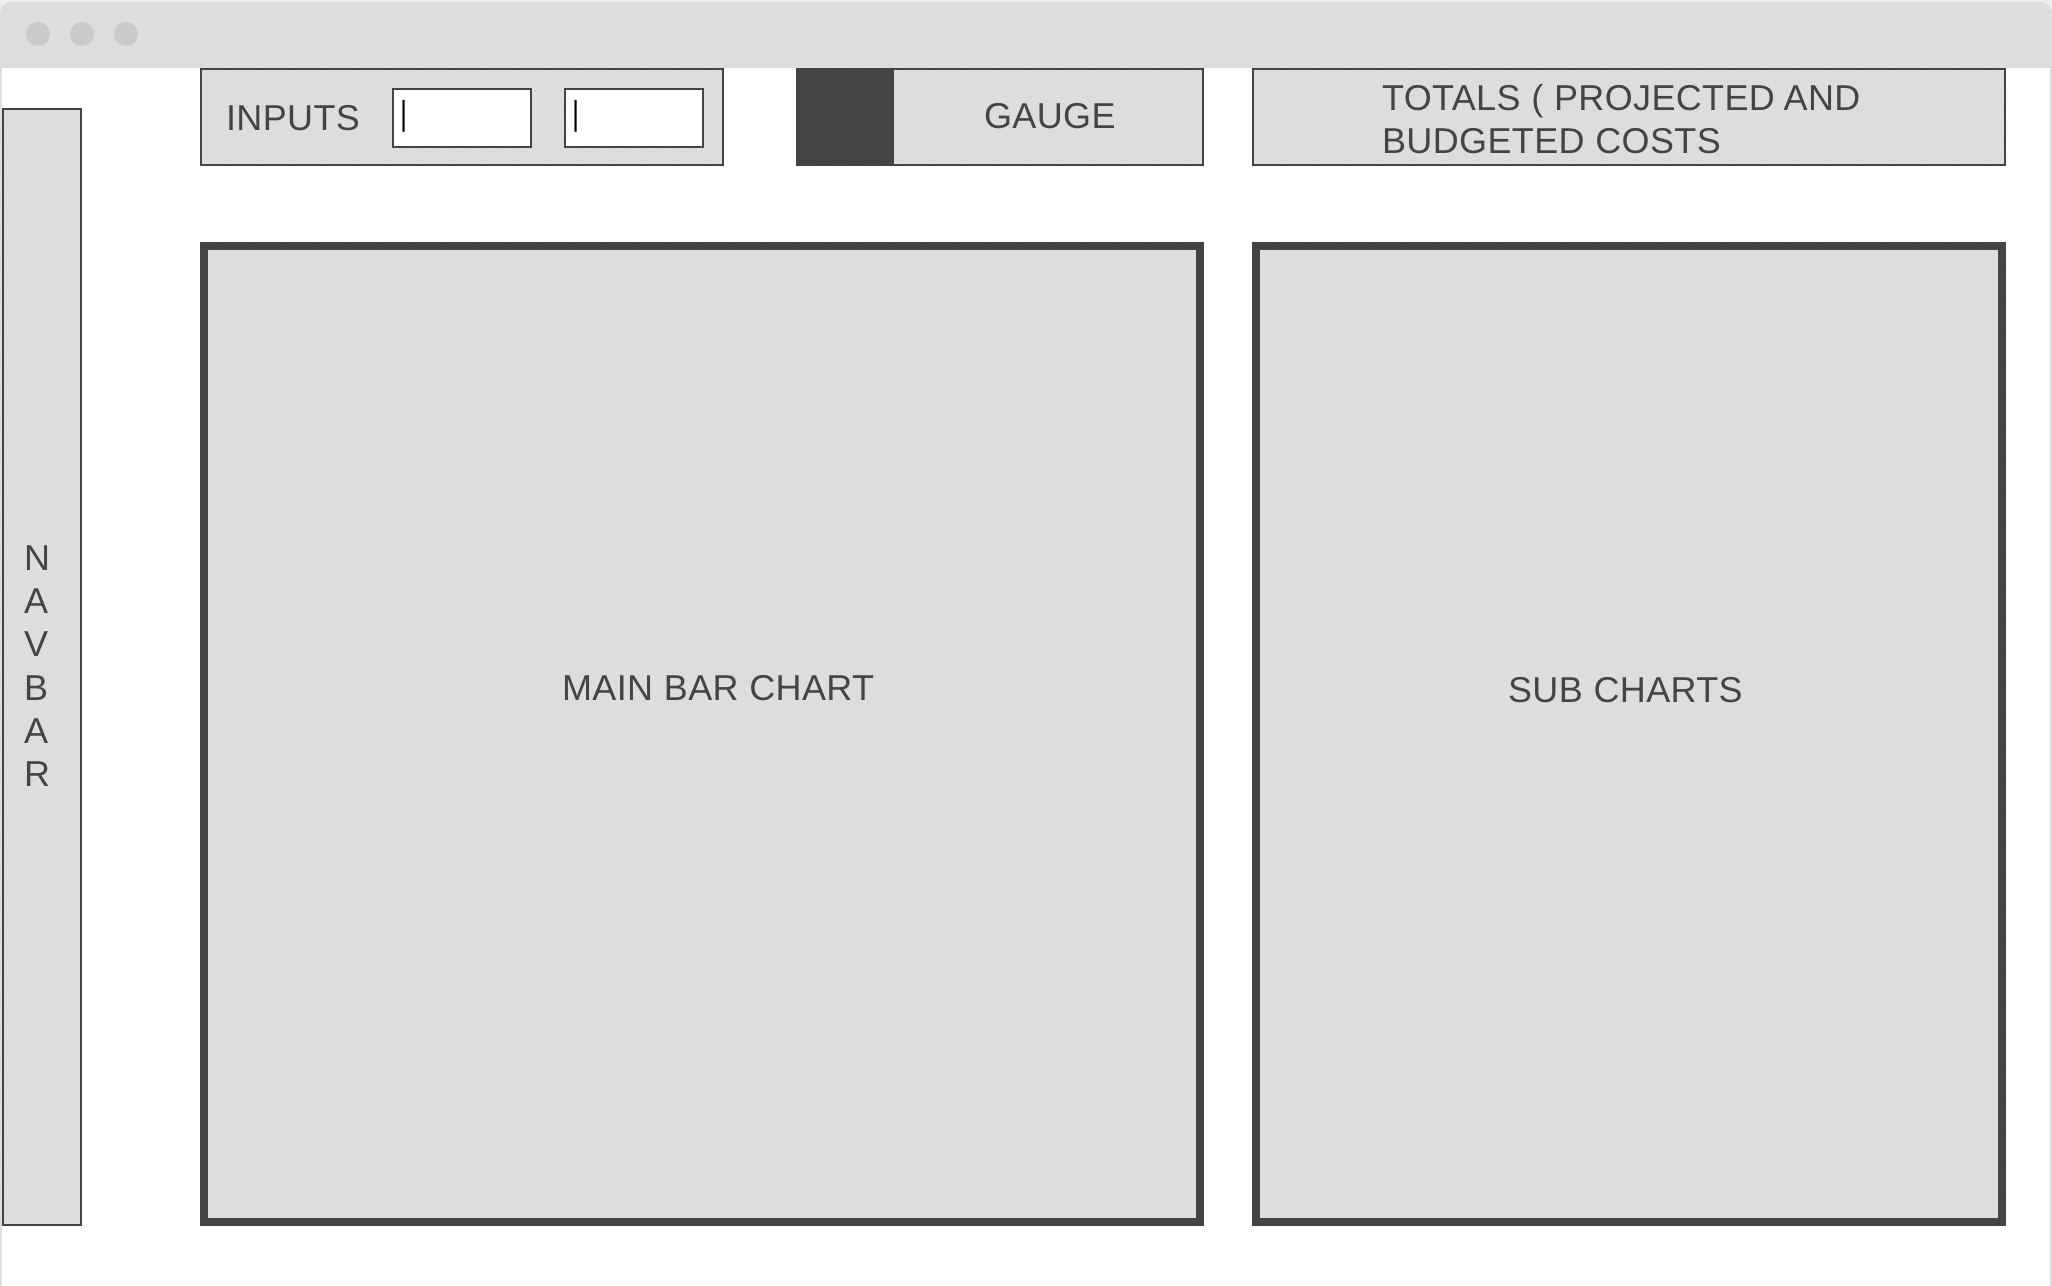 INPUTS
GAUGE
TOTALS ( PROJECTED AND
BUDGETED COSTS
N
A
V
B
A
R
MAIN BAR CHART
SUB CHARTS